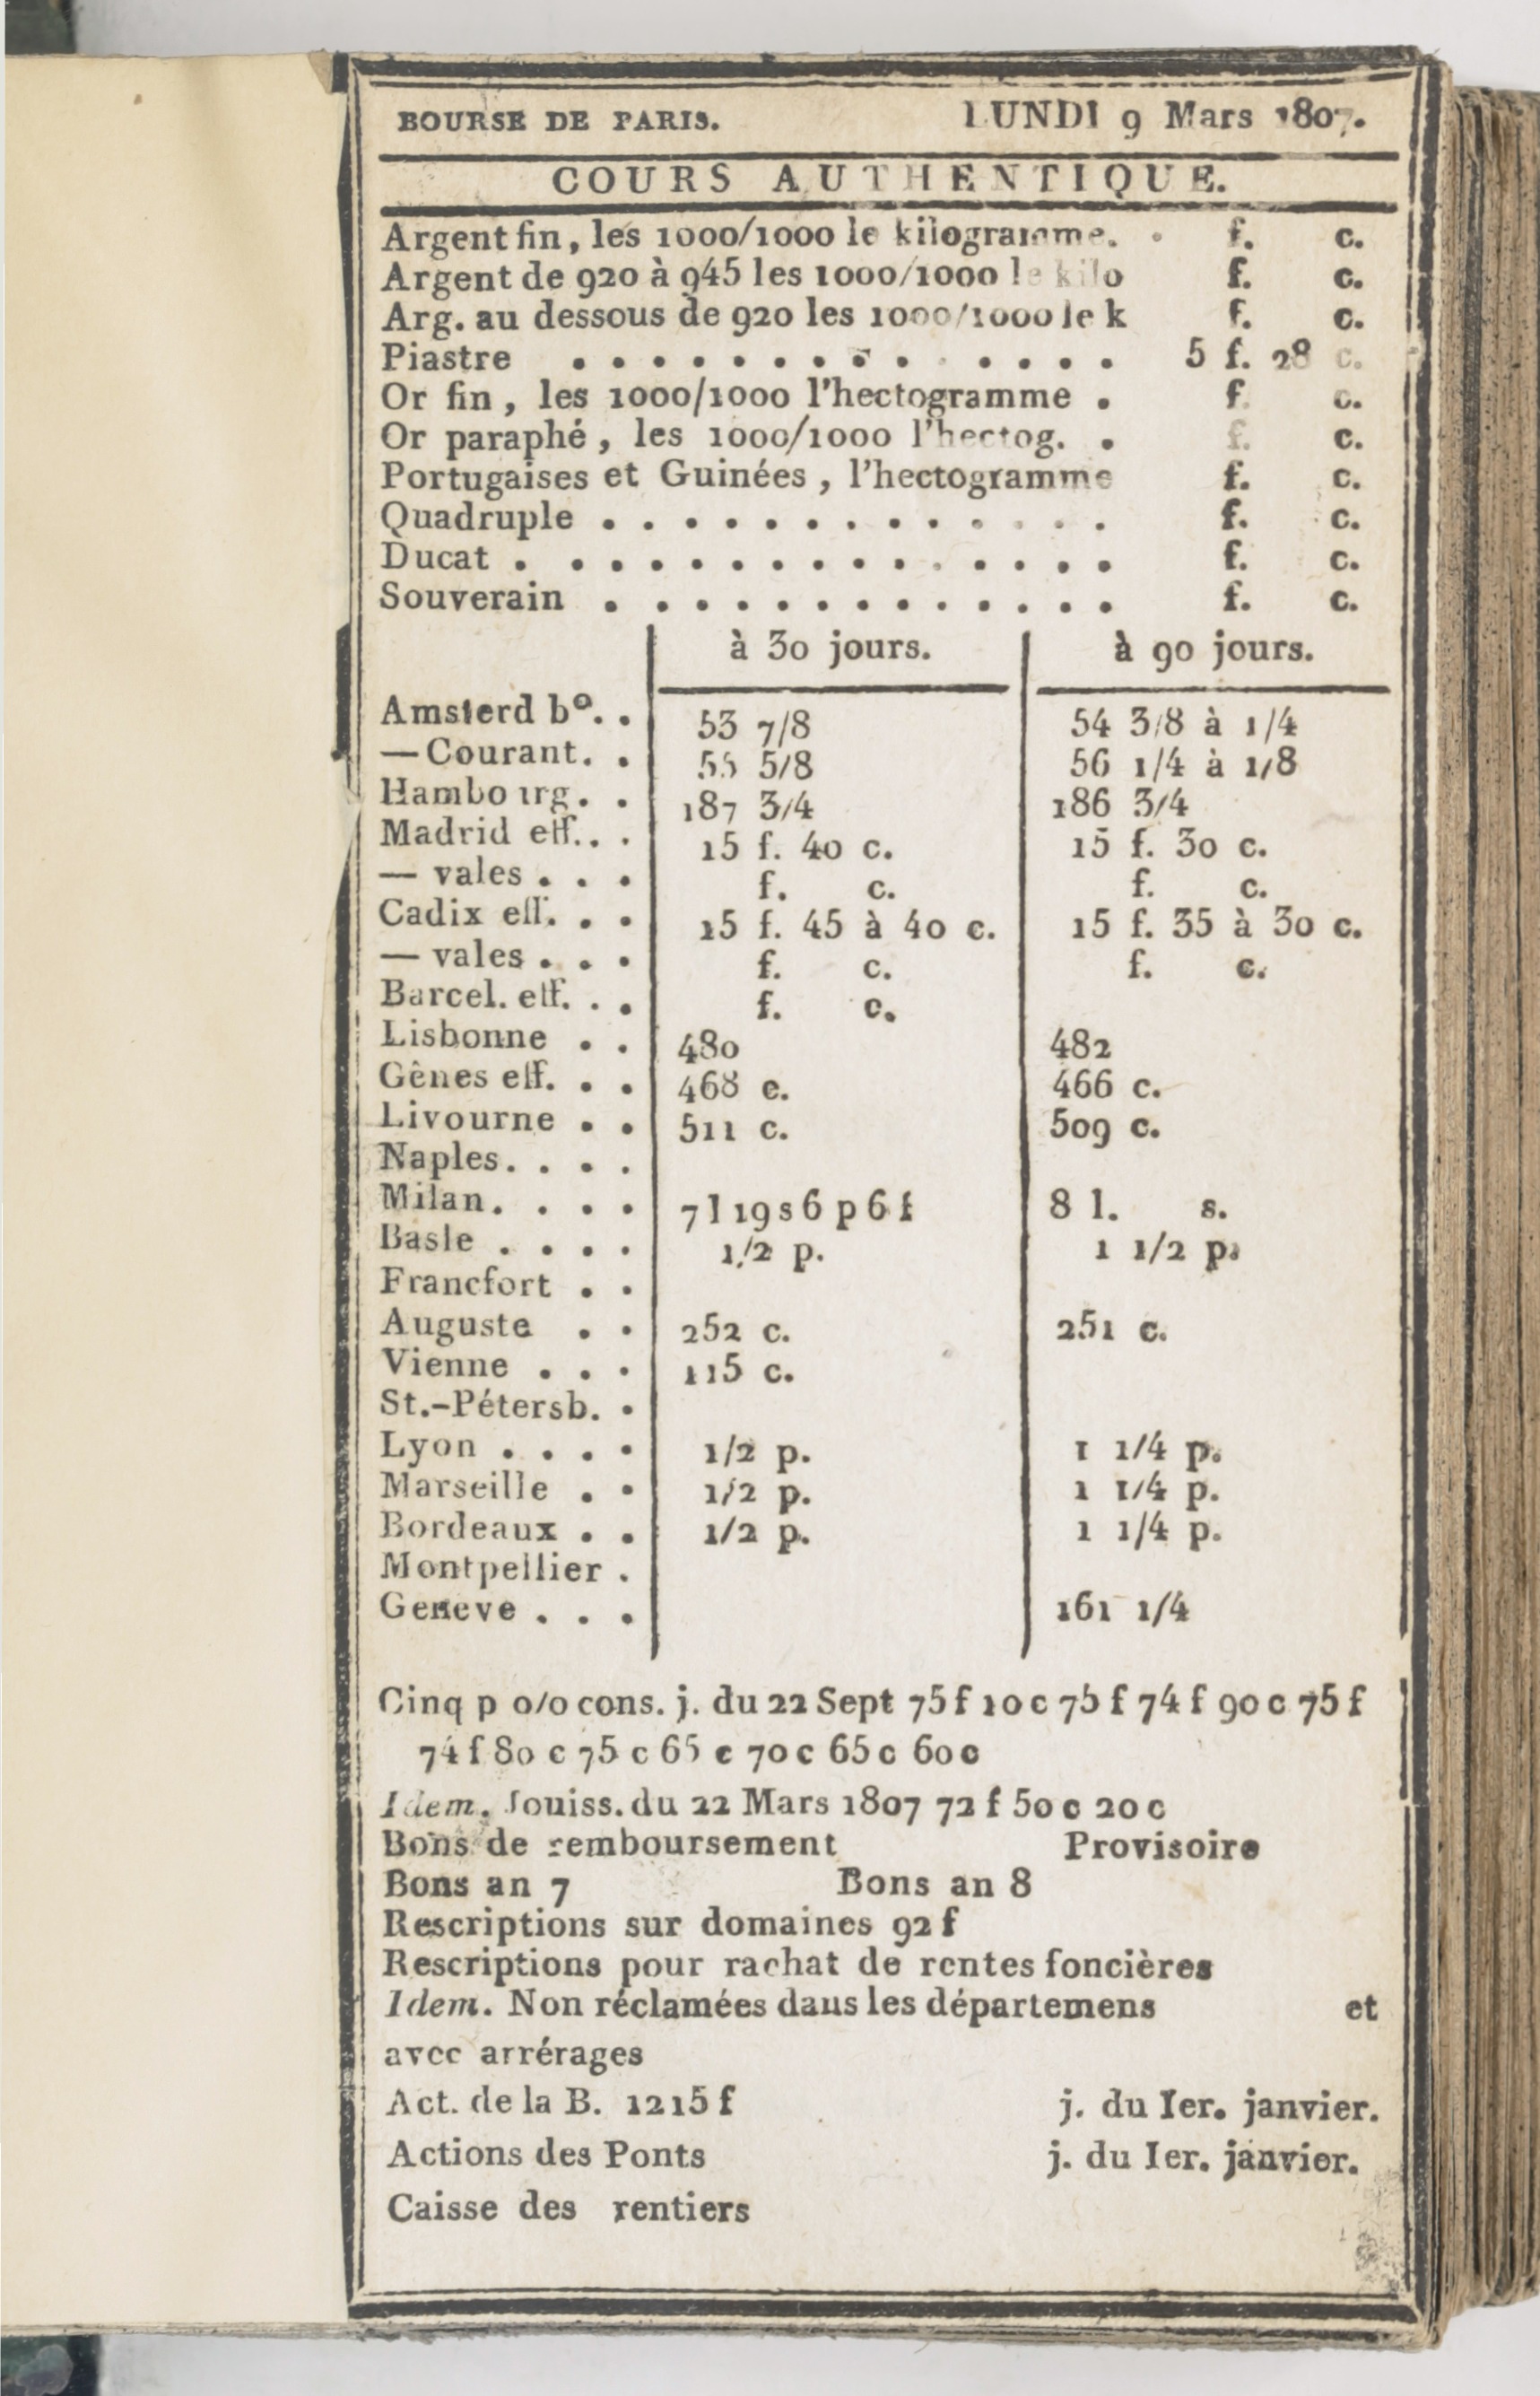 BOURSE DE PARIS. LUNDI 9 Mars 1807.
COURS AUTHENTIQUE.
Argent fin, les 1000/1000 le kilogramme. . f. c.
Argent de 920 à 945 les 1000/1000 le kilo f. c.
Arg. au dessous de 920 les 1000/1000 le k f. c.
Piastre . . . . . . . . . . . . . . 5 f. 28 c.
Or fin, les 1000/1000 l'hectogramme . f. c.
Or paraphé, les 1000/1000 l'hectog. . f. c.
Portugaises et Guinées, l'hectogramme f. c.
Quadruple . . . . . . . . . . . . . f. c.
Ducat . . . . . . . . . . . . . . . f. c.
Souverain . . . . . . . . . . . . . f. c.
à 30 jours. à 90 jours.
Amsterd bº. . 53 7/8 54 3/8 à 1/4
—Courant. . 55 5/8 56 1/4 à 1/8
Hambourg. . 187 3/4 186 3/4
Madrid eff. . . 15 f. 40 c. 15 f. 30 c.
— vales . . . f. c. f. c.
Cadix eff. . . 15 f. 45 à 40 c. 15 f. 35 à 30 c.
— vales . . . f. c. f. c.
Barcel. eff. . . f. c.
Lisbonne . . 480 482
Gênes eff. . . 468 c. 466 c.
Livourne . . 511 c. 509 c.
Naples. . . .
Milan. . . . 7 l 19 s 6 p 6 f 8 l. s.
Basle . . . . 1/2 p. 1 1/2 p.
Francfort . .
Auguste . . 252 c. 251 c.
Vienne . . . 115 c.
St.-Pétersb. .
Lyon . . . . 1/2 p. 1 1/4 p.
Marseille . . 1/2 p. 1 1/4 p.
Bordeaux . . 1/2 p. 1 1/4 p.
Montpellier .
Geneve . . . 161 1/4
Cinq p 0/0 cons. j. du 22 Sept 75 f 10 c 75 f 74 f 90 c 75 f
74 f 80 c 75 c 65 c 70 c 65 c 60 c
Idem. Jouiss. du 22 Mars 1807 72 f 50 c 20 c
Bons de remboursement Provisoire
Bons an 7 Bons an 8
Rescriptions sur domaines 92 f
Rescriptions pour rachat de rentes foncières
Idem. Non réclamées dans les départemens et
avec arrérages
Act. de la B. 1215 f j. du Ier. janvier.
Actions des Ponts j. du Ier. janvier.
Caisse des rentiers